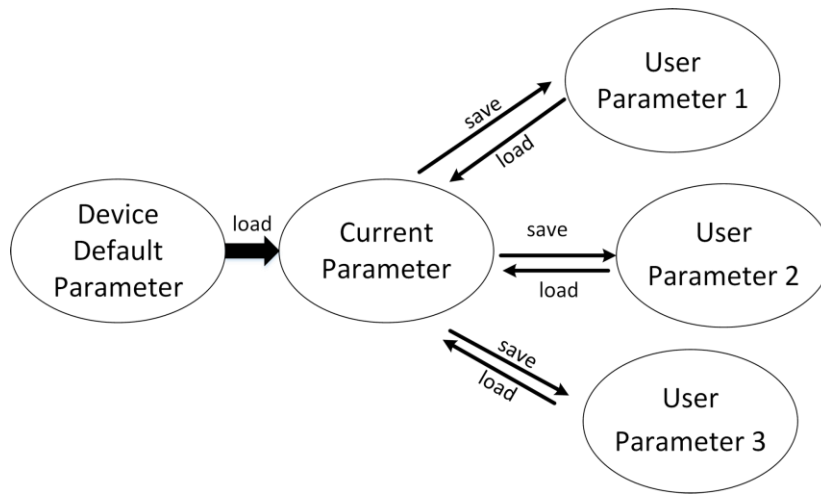 Device
Default
Parameter
load
Current
Parameter
save
load
User
Parameter 1
save
load
User
Parameter 2
save
load
User
Parameter 3